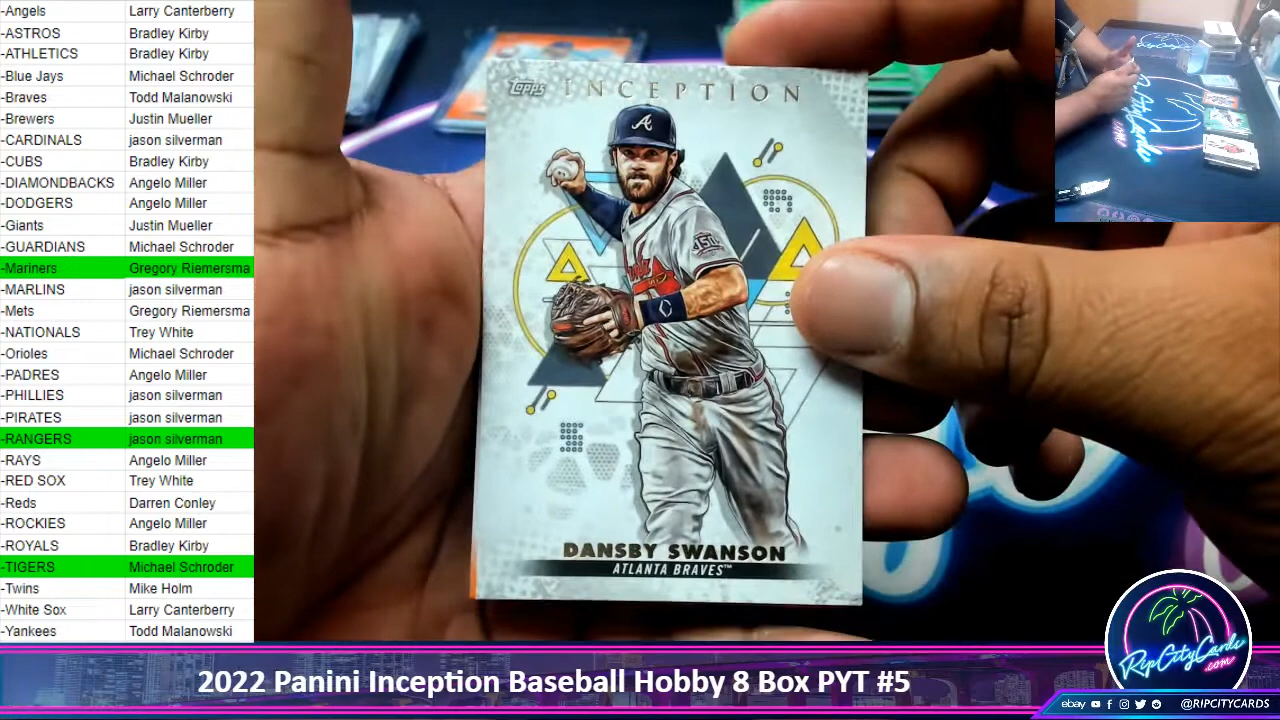 -Angels Larry Canterberry
-ASTROS Bradley Kirby
-ATHLETICS Bradley Kirby
-Blue Jays Michael Schroder
-Braves Todd Malanowski
-Brewers Justin Mueller
-CARDINALS jason silverman
-CUBS Bradley Kirby
-DIAMONDBACKS Angelo Miller
-DODGERS Angelo Miller
-Giants Justin Mueller
-GUARDIANS Michael Schroder
-Mariners Gregory Riemersma
-MARLINS jason silverman
-Mets Gregory Riemersma
-NATIONALS Trey White
-Orioles Michael Schroder
-PADRES Angelo Miller
-PHILLIES jason silverman
-PIRATES jason silverman
-RANGERS jason silverman
-RAYS Angelo Miller
-RED SOX Trey White
-Reds Darren Conley
-ROCKIES Angelo Miller
-ROYALS Bradley Kirby
-TIGERS Michael Schroder
-Twins Mike Holm
-White Sox Larry Canterberry
-Yankees Todd Malanowski
Topps INCEPTION
A
150
DANSBY SWANSON
ATLANTA BRAVES™
RipCityCards
.com
2022 Panini Inception Baseball Hobby 8 Box PYT #5
ebay @RIPCITYCARDS